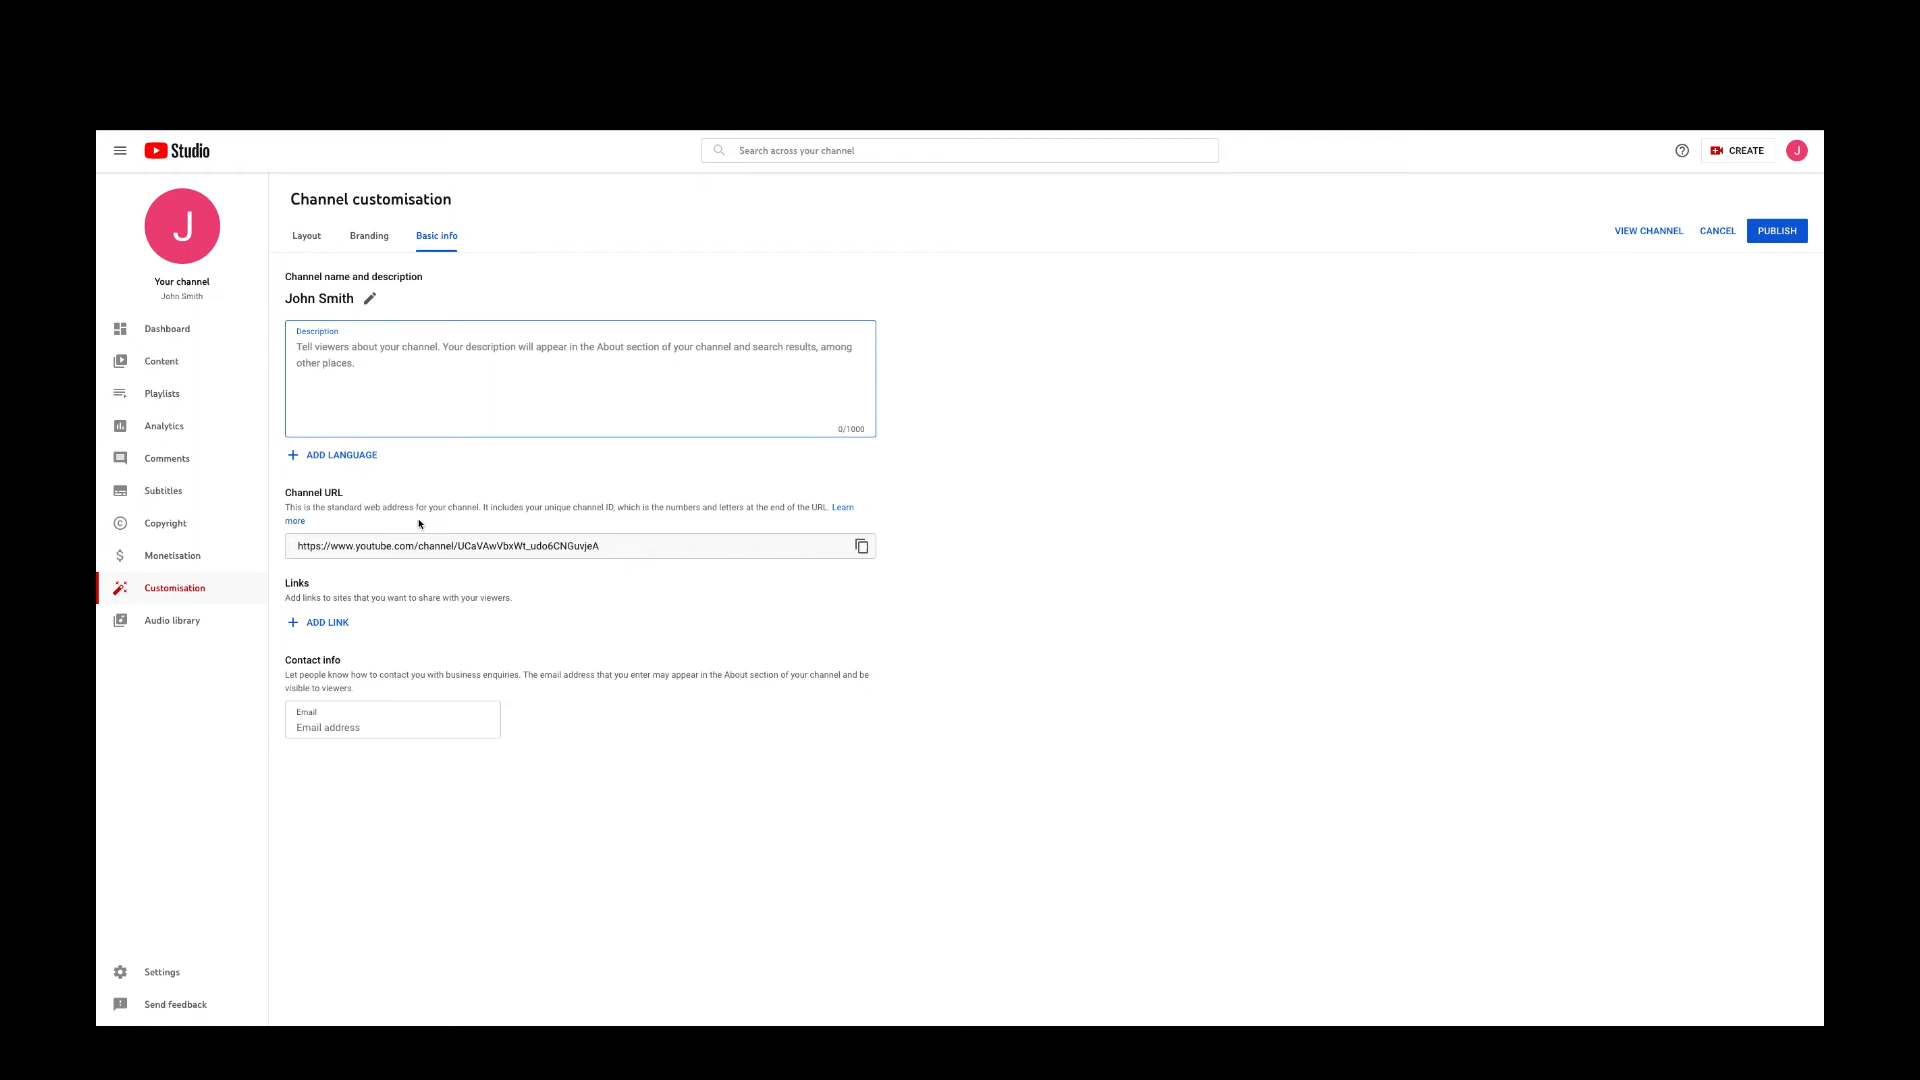 Studio
Search across your channel
CREATE
J
J
Your channel
John Smith
Dashboard
Content
Playlists
Analytics
Comments
Subtitles
Copyright
Monetisation
Customisation
Audio library
Settings
Send feedback
Channel customisation
Layout
Branding
Basic info
VIEW CHANNEL
CANCEL
PUBLISH
Channel name and description
John Smith
Description
Tell viewers about your channel. Your description will appear in the About section of your channel and search results, among
other places.
0/1000
ADD LANGUAGE
Channel URL
This is the standard web address for your channel. It includes your unique channel ID, which is the numbers and letters at the end of the URL. Learn
more
https://www.youtube.com/channel/UCaVAwVbxWt_udo6CNGuvjeA
Links
Add links to sites that you want to share with your viewers.
ADD LINK
Contact info
Let people know how to contact you with business enquiries. The email address that you enter may appear in the About section of your channel and be
visible to viewers.
Email
Email address